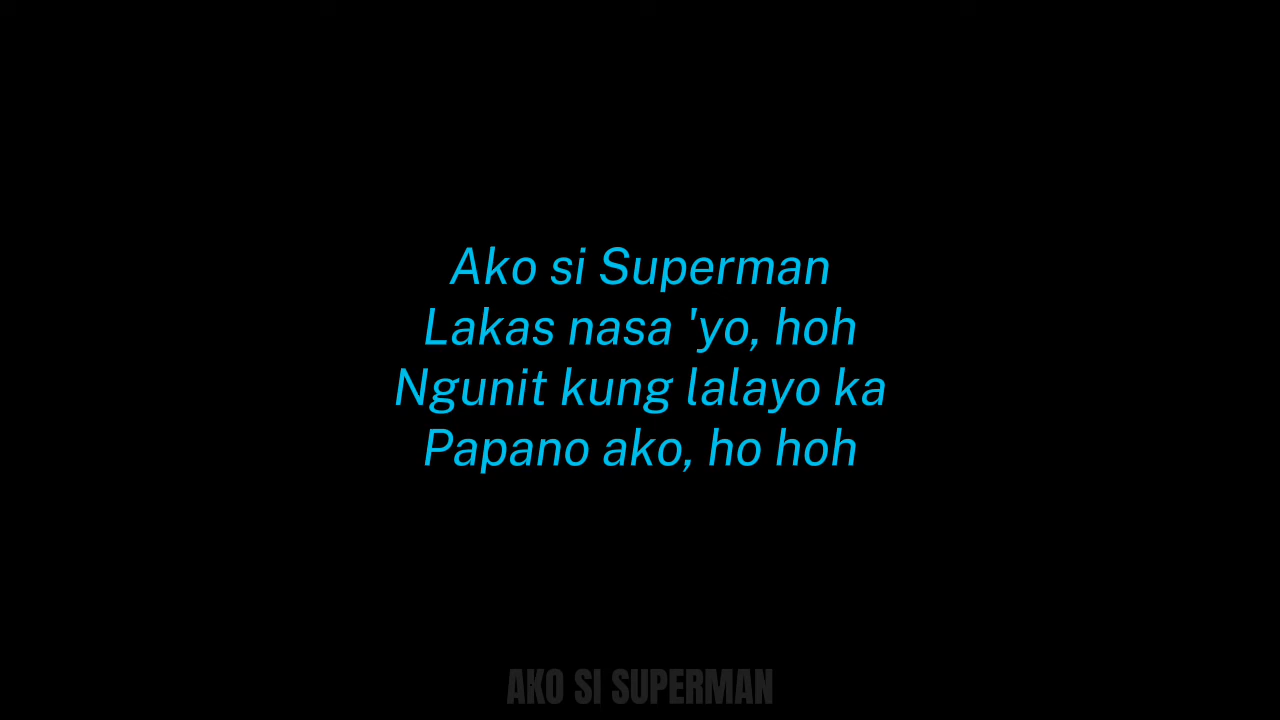 Ako si Superman
Lakas nasa 'yo, hoh
Ngunit kung lalayo ka
Papano ako, ho hoh
AKO SI SUPERMAN